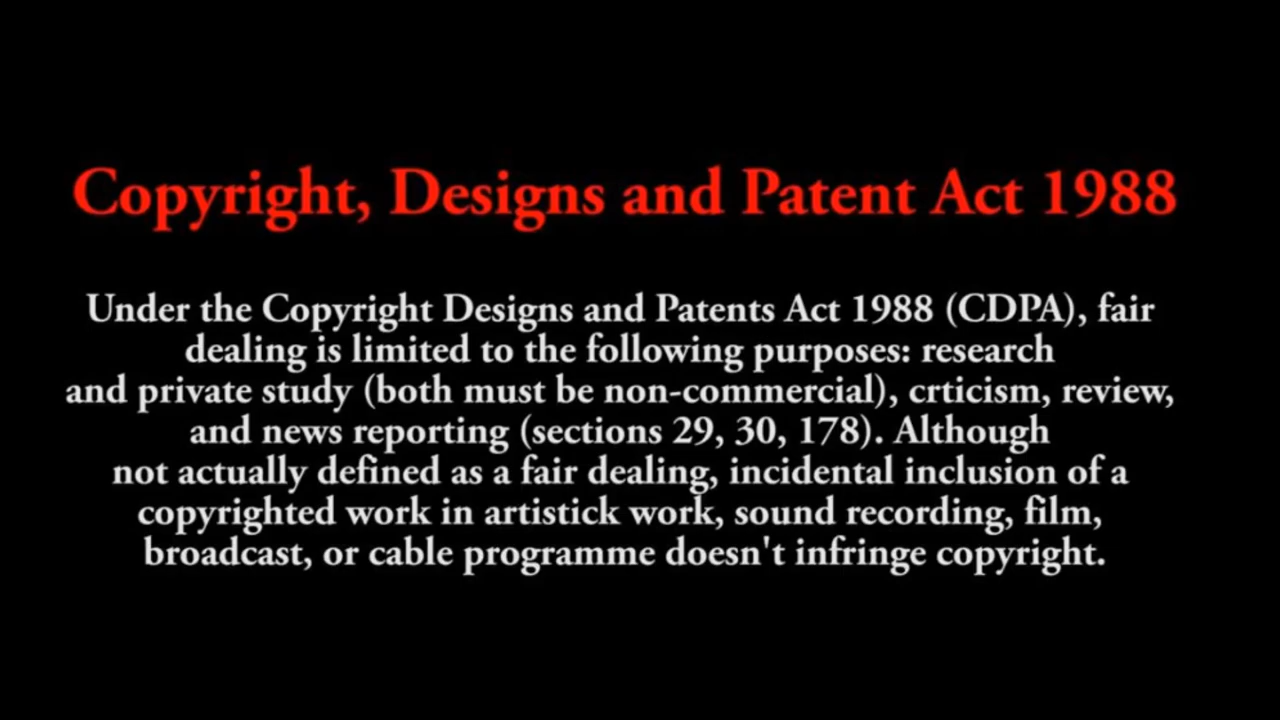 Copyright, Designs and Patent Act 1988
Under the Copyright Designs and Patents Act 1988 (CDPA), fair
dealing is limited to the following purposes: research
and private study (both must be non-commercial), crticism, review,
and news reporting (sections 29, 30, 178). Although
not actually defined as a fair dealing, incidental inclusion of a
copyrighted work in artistick work, sound recording, film,
broadcast, or cable programme doesn't infringe copyright.